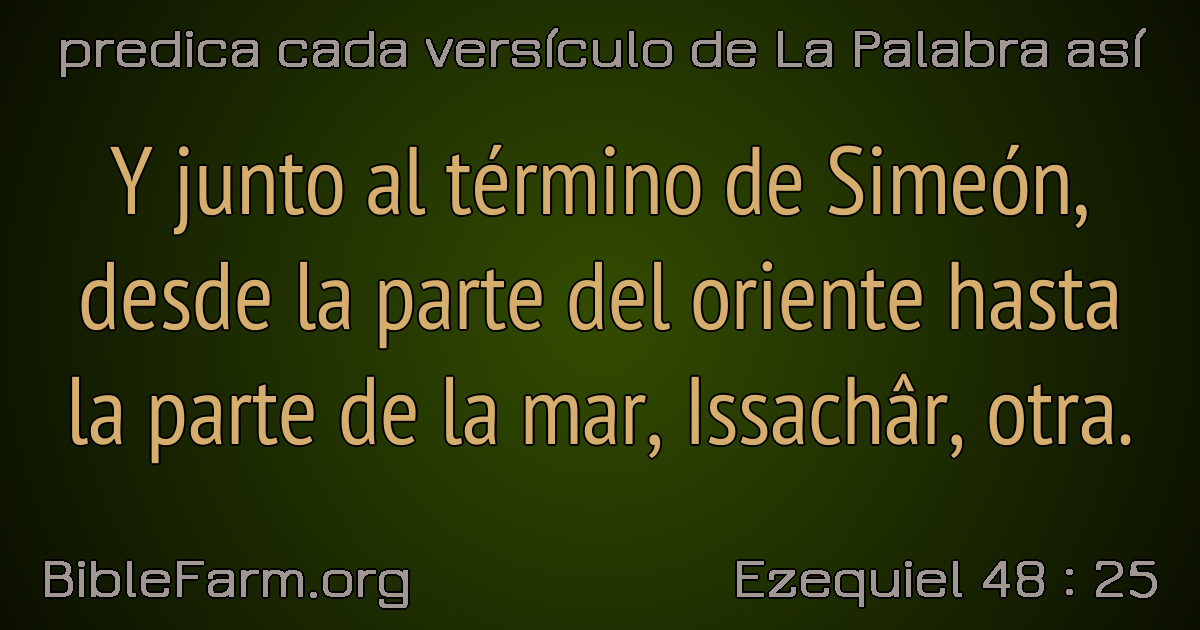 predica cada versículo de La Palabra así
Y junto al término de Simeón,
desde la parte del oriente hasta
la parte de la mar, Issachâr, otra.
BibleFarm.org
Ezequiel 48 : 25